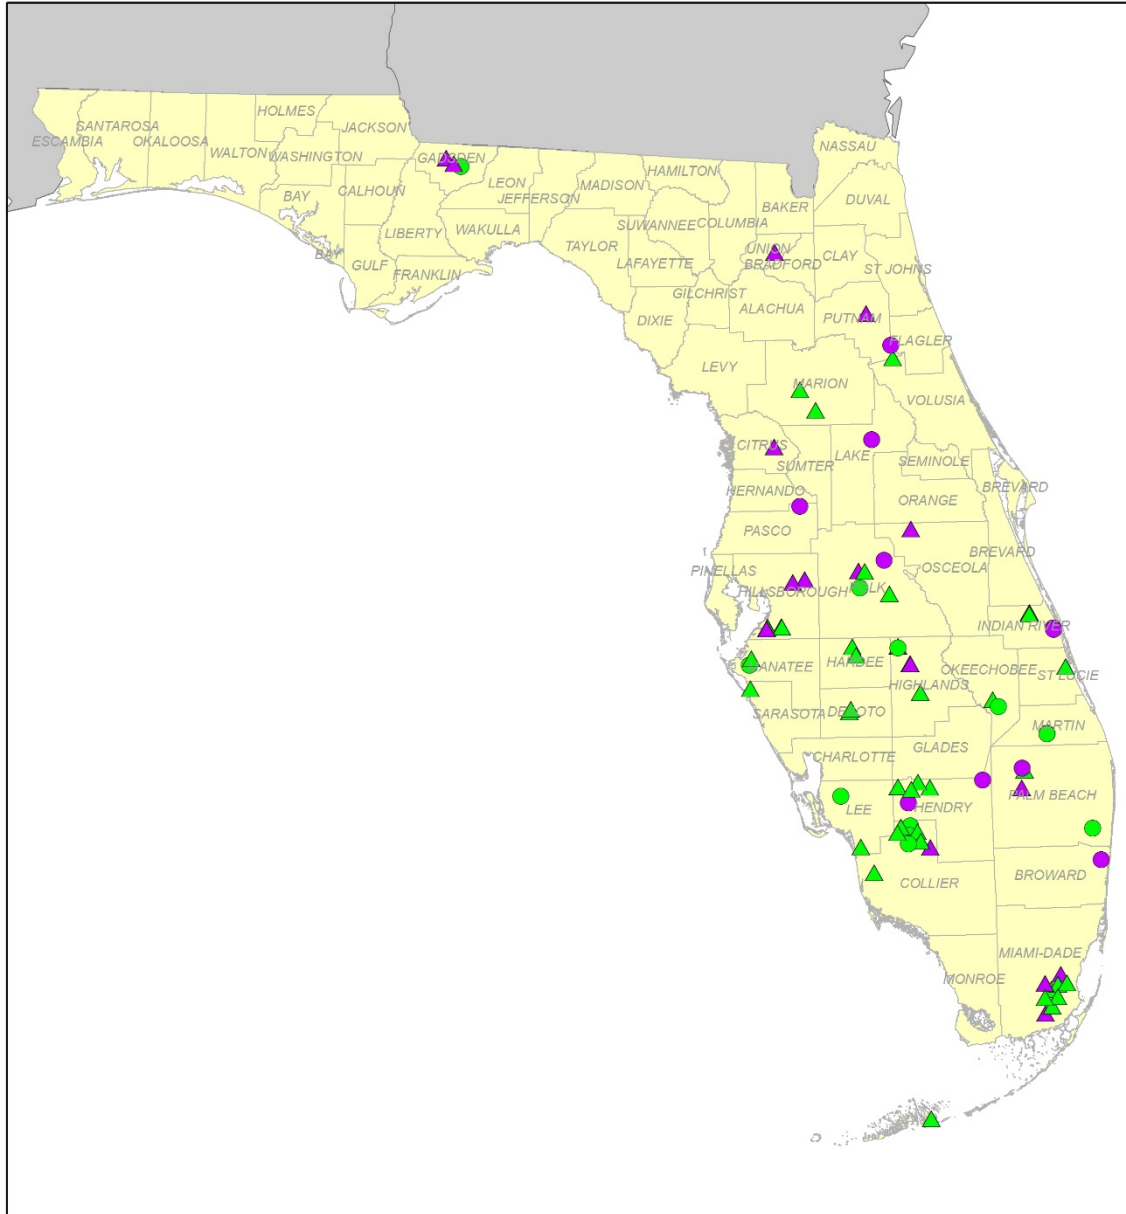 HOLMES
JACKSON
SANTAROSA
ESCAMBIA
OKALOOSA
WALTON
WASHINGTON
GADSDEN
NASSAU
LEON
MADISON
HAMILTON
JEFFERSON
BAY
CALHOUN
BAKER
DUVAL
LIBERTY
WAKULLA
SUWANNEE
COLUMBIA
TAYLOR
UNION
CLAY
BAY
GULF
FRANKLIN
LAFAYETTE
BRADFORD
ST JOHNS
GILCHRIST
ALACHUA
PUTNAM
DIXIE
FLAGLER
LEVY
MARION
VOLUSIA
CITRUS
LAKE
SUMTER
SEMINOLE
HERNANDO
ORANGE
BREVARD
PASCO
BREVARD
PINELLAS
OSCEOLA
HILLSBOROUGH
POLK
INDIAN RIVER
MANATEE
HARDEE
OKEECHOBEE
ST LUCIE
HIGHLANDS
SARASOTA
DESOTO
MARTIN
CHARLOTTE
GLADES
LEE
HENDRY
PALM BEACH
COLLIER
BROWARD
MIAMI-DADE
MONROE